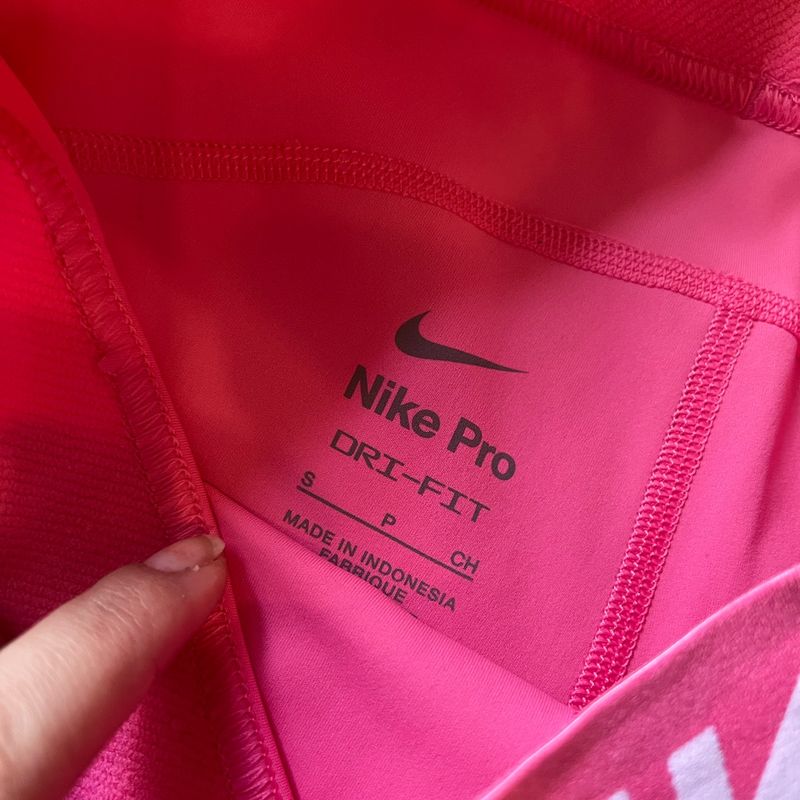 Nike Pro
DRI-FIT
S P CH
MADE IN INDONESIA
FABRIQUE